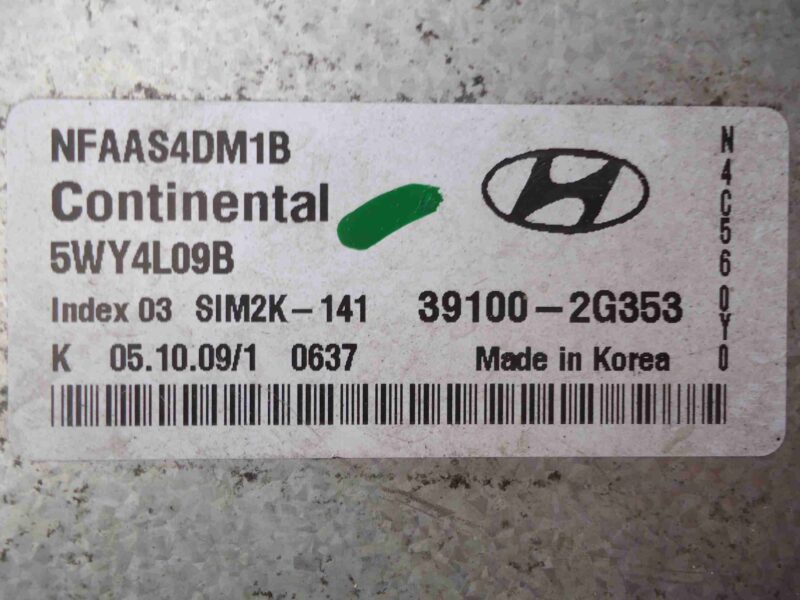 NFAAS4DM1B
Continental
5WY4L09B
Index 03 SIM2K-141 39100-2G353
K 05.10.09/1 0637 Made in Korea
N4C560Y0